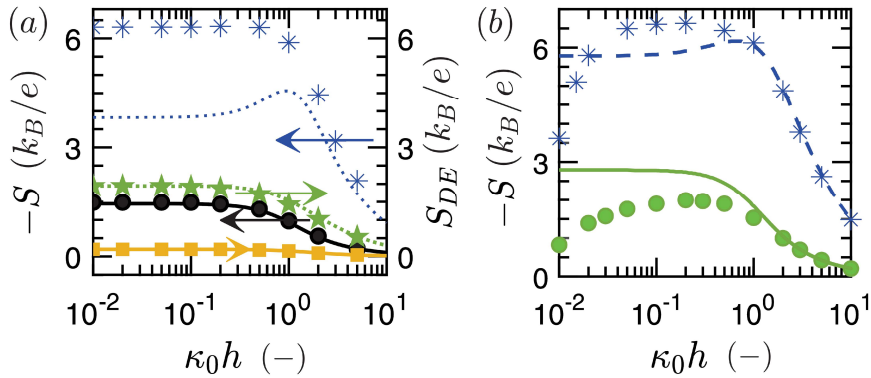 (a)
−S (k_B/e)
6
3
0
10^-2
10^-1
10^0
10^1
κ_0h (−)
6
3
0
S_DE (k_B/e)
(b)
−S (k_B/e)
6
3
0
10^-2
10^-1
10^0
10^1
κ_0h (−)